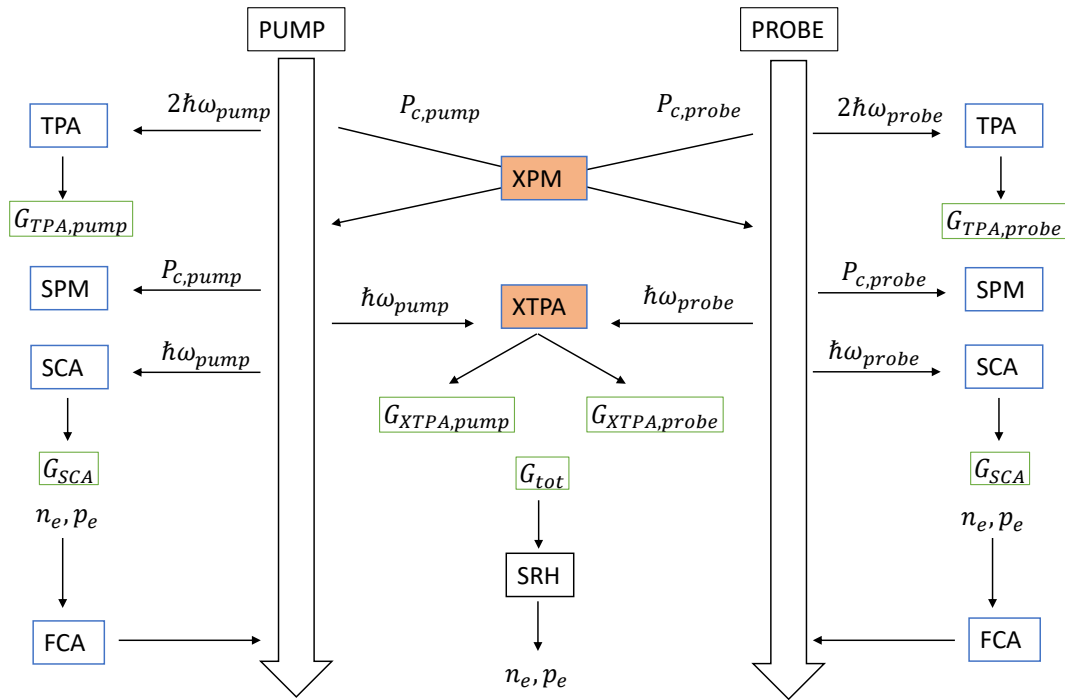 PUMP
PROBE
2ħω_pump
P_c,pump
P_c,probe
2ħω_probe
TPA
XPM
TPA
G_TPA,pump
G_TPA,probe
P_c,pump
P_c,probe
SPM
SPM
ħω_pump
XTPA
ħω_probe
ħω_pump
ħω_probe
SCA
SCA
G_XTPA,pump
G_XTPA,probe
G_SCA
G_tot
G_SCA
n_e, p_e
n_e, p_e
SRH
FCA
FCA
n_e, p_e